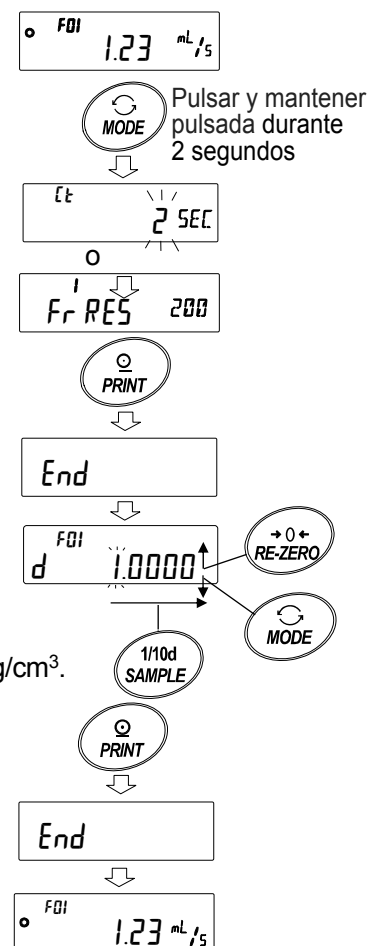 F01
1.23 mL/s
MODE
Pulsar y mantener
pulsada durante
2 segundos
Ct
2 SEC
o
1
Fr RES 200
PRINT
End
F01
d 1.0000
→0←
RE-ZERO
MODE
1/10d
SAMPLE
g/cm³.
PRINT
End
F01
1.23 mL/s